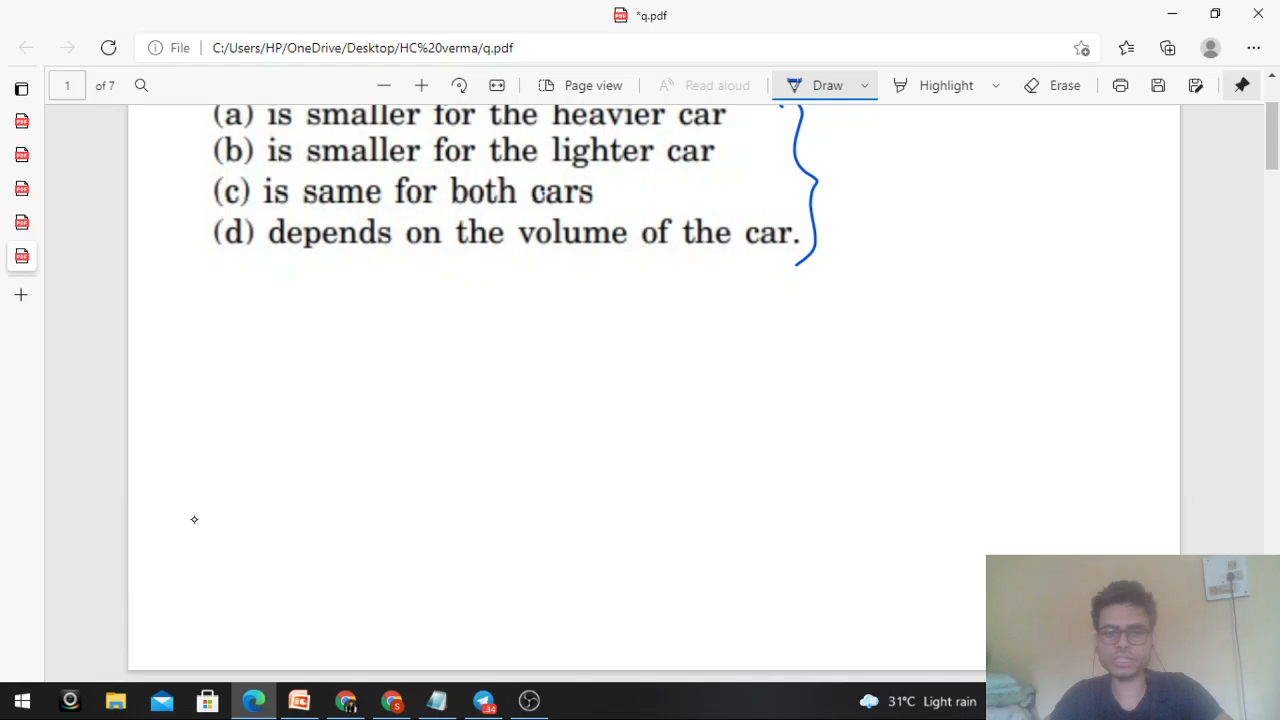 *q.pdf
File C:/Users/HP/OneDrive/Desktop/HC%20verma/q.pdf
1 of 7 Page view Read aloud Draw Highlight Erase
(a) is smaller for the heavier car
(b) is smaller for the lighter car
(c) is same for both cars
(d) depends on the volume of the car.
31°C Light rain